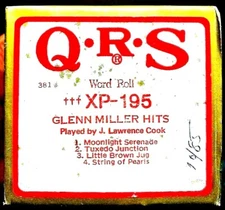 Q·R·S
®
381 Word Roll
††† XP-195
GLENN MILLER HITS
Played by J. Lawrence Cook
1. Moonlight Serenade
2. Tuxedo Junction
3. Little Brown Jug
4. String of Pearls
1985